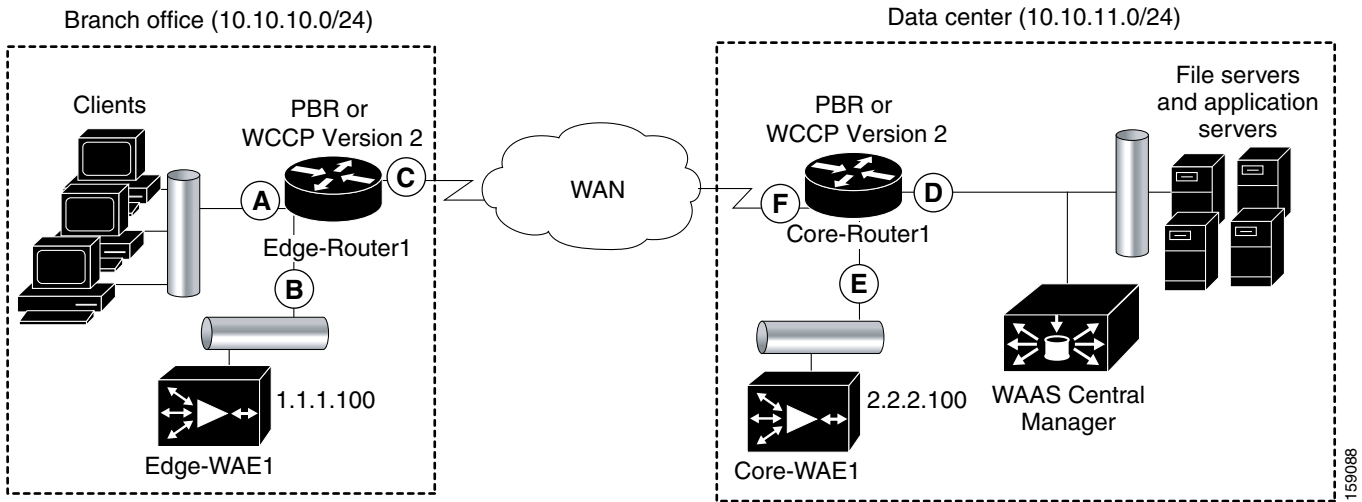 Branch office (10.10.10.0/24)
Data center (10.10.11.0/24)
Clients
PBR or
WCCP Version 2
A
C
Edge-Router1
B
1.1.1.100
Edge-WAE1
WAN
PBR or
WCCP Version 2
F
D
Core-Router1
E
2.2.2.100
Core-WAE1
File servers
and application
servers
WAAS Central
Manager
159088